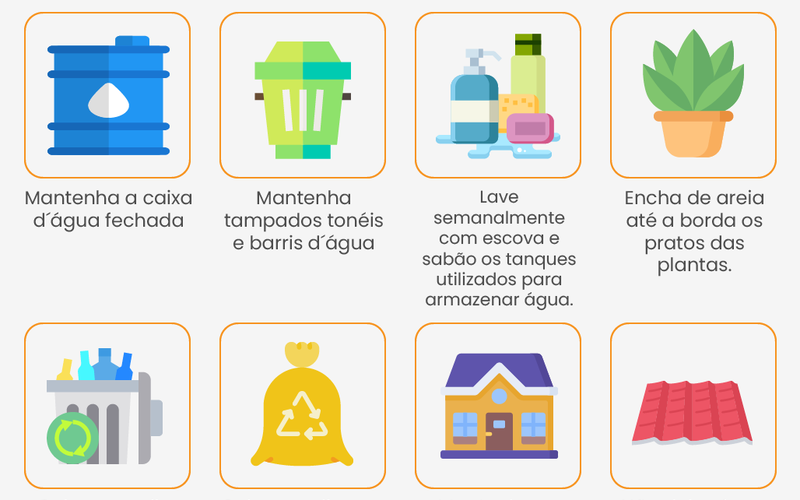 Mantenha a caixa
d´água fechada
Mantenha
tampados tonéis
e barris d´água
Lave
semanalmente
com escova e
sabão os tanques
utilizados para
armazenar água.
Encha de areia
até a borda os
pratos das
plantas.